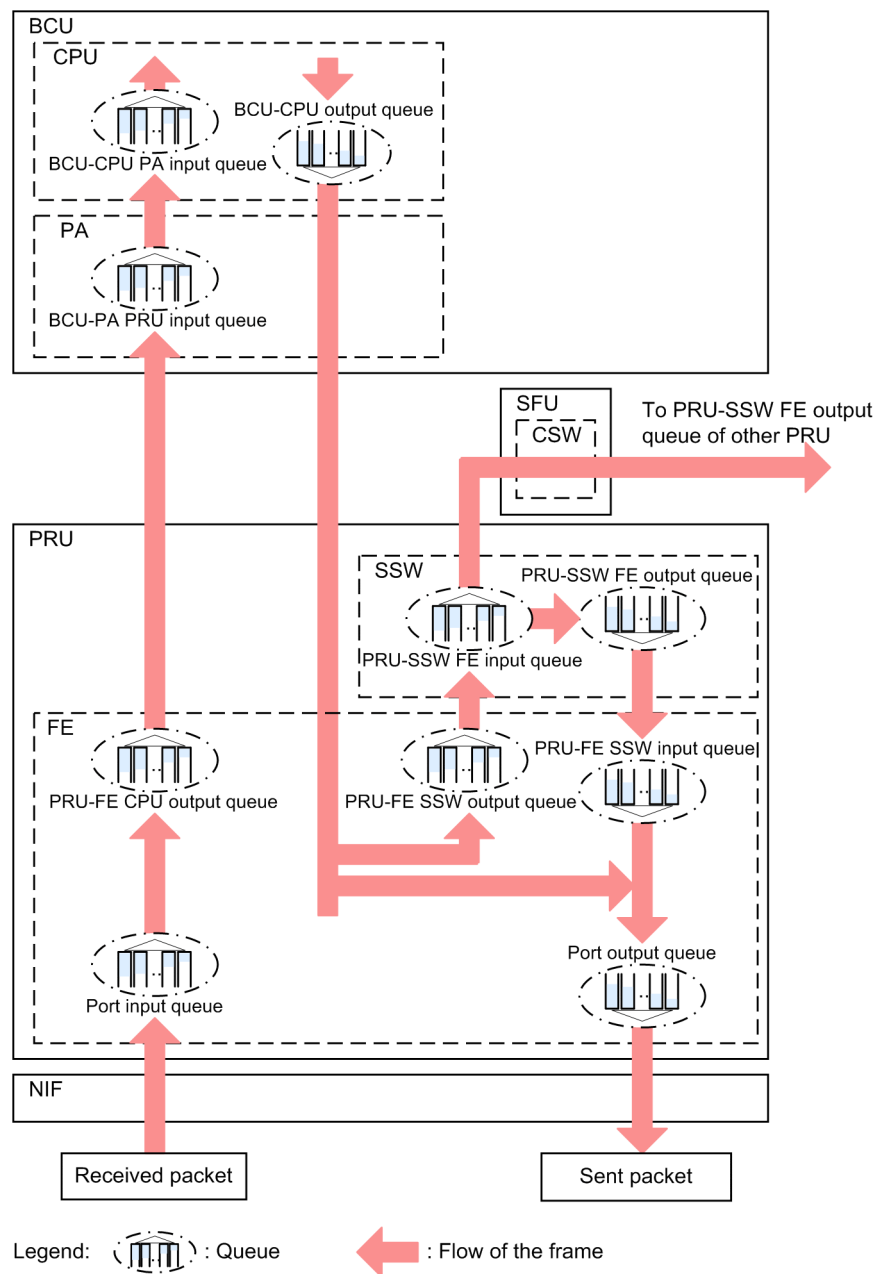 BCU
CPU
BCU-CPU output queue
BCU-CPU PA input queue
PA
BCU-PA PRU input queue
SFU
CSW
To PRU-SSW FE output
queue of other PRU
PRU
SSW
PRU-SSW FE output queue
PRU-SSW FE input queue
FE
PRU-FE SSW input queue
PRU-FE CPU output queue
PRU-FE SSW output queue
Port output queue
Port input queue
NIF
Received packet
Sent packet
Legend:
: Queue
: Flow of the frame